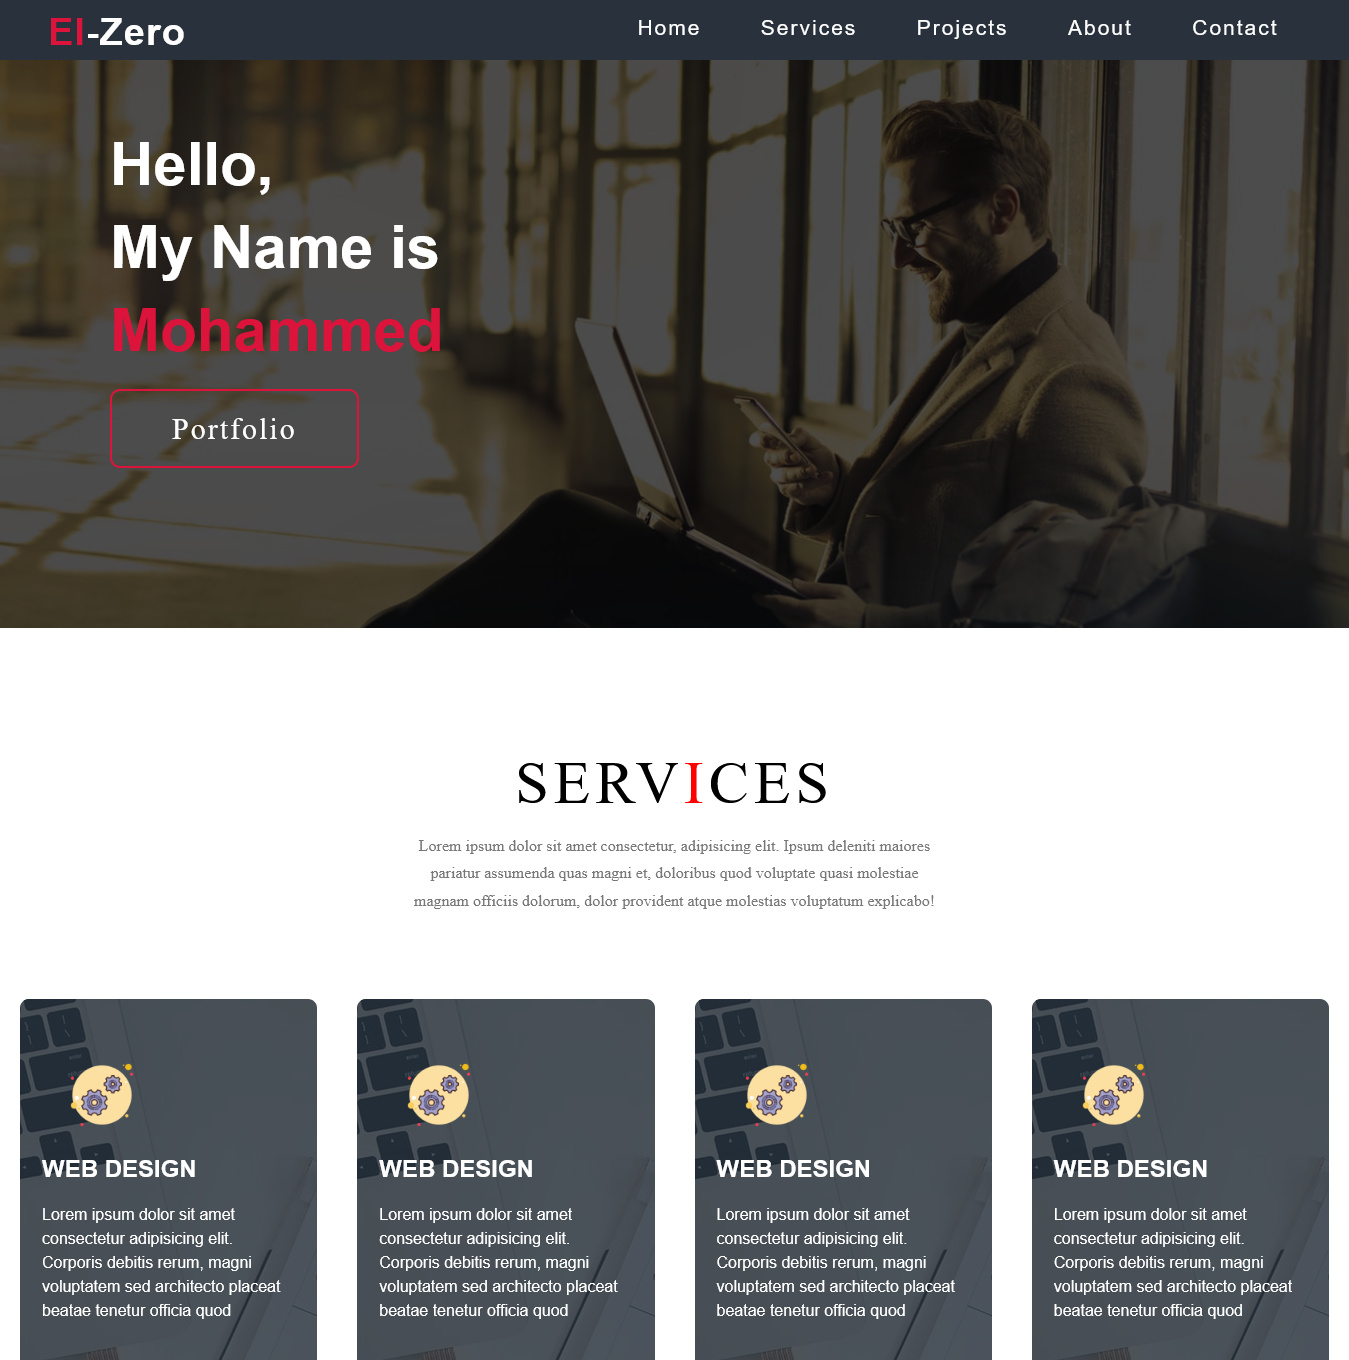 El-Zero
Home Services Projects About Contact
Hello,
My Name is
Mohammed
Portfolio
SERVICES
Lorem ipsum dolor sit amet consectetur, adipisicing elit. Ipsum deleniti maiores
pariatur assumenda quas magni et, doloribus quod voluptate quasi molestiae
magnam officiis dolorum, dolor provident atque molestias voluptatum explicabo!
WEB DESIGN
Lorem ipsum dolor sit amet
consectetur adipisicing elit.
Corporis debitis rerum, magni
voluptatem sed architecto placeat
beatae tenetur officia quod
WEB DESIGN
Lorem ipsum dolor sit amet
consectetur adipisicing elit.
Corporis debitis rerum, magni
voluptatem sed architecto placeat
beatae tenetur officia quod
WEB DESIGN
Lorem ipsum dolor sit amet
consectetur adipisicing elit.
Corporis debitis rerum, magni
voluptatem sed architecto placeat
beatae tenetur officia quod
WEB DESIGN
Lorem ipsum dolor sit amet
consectetur adipisicing elit.
Corporis debitis rerum, magni
voluptatem sed architecto placeat
beatae tenetur officia quod